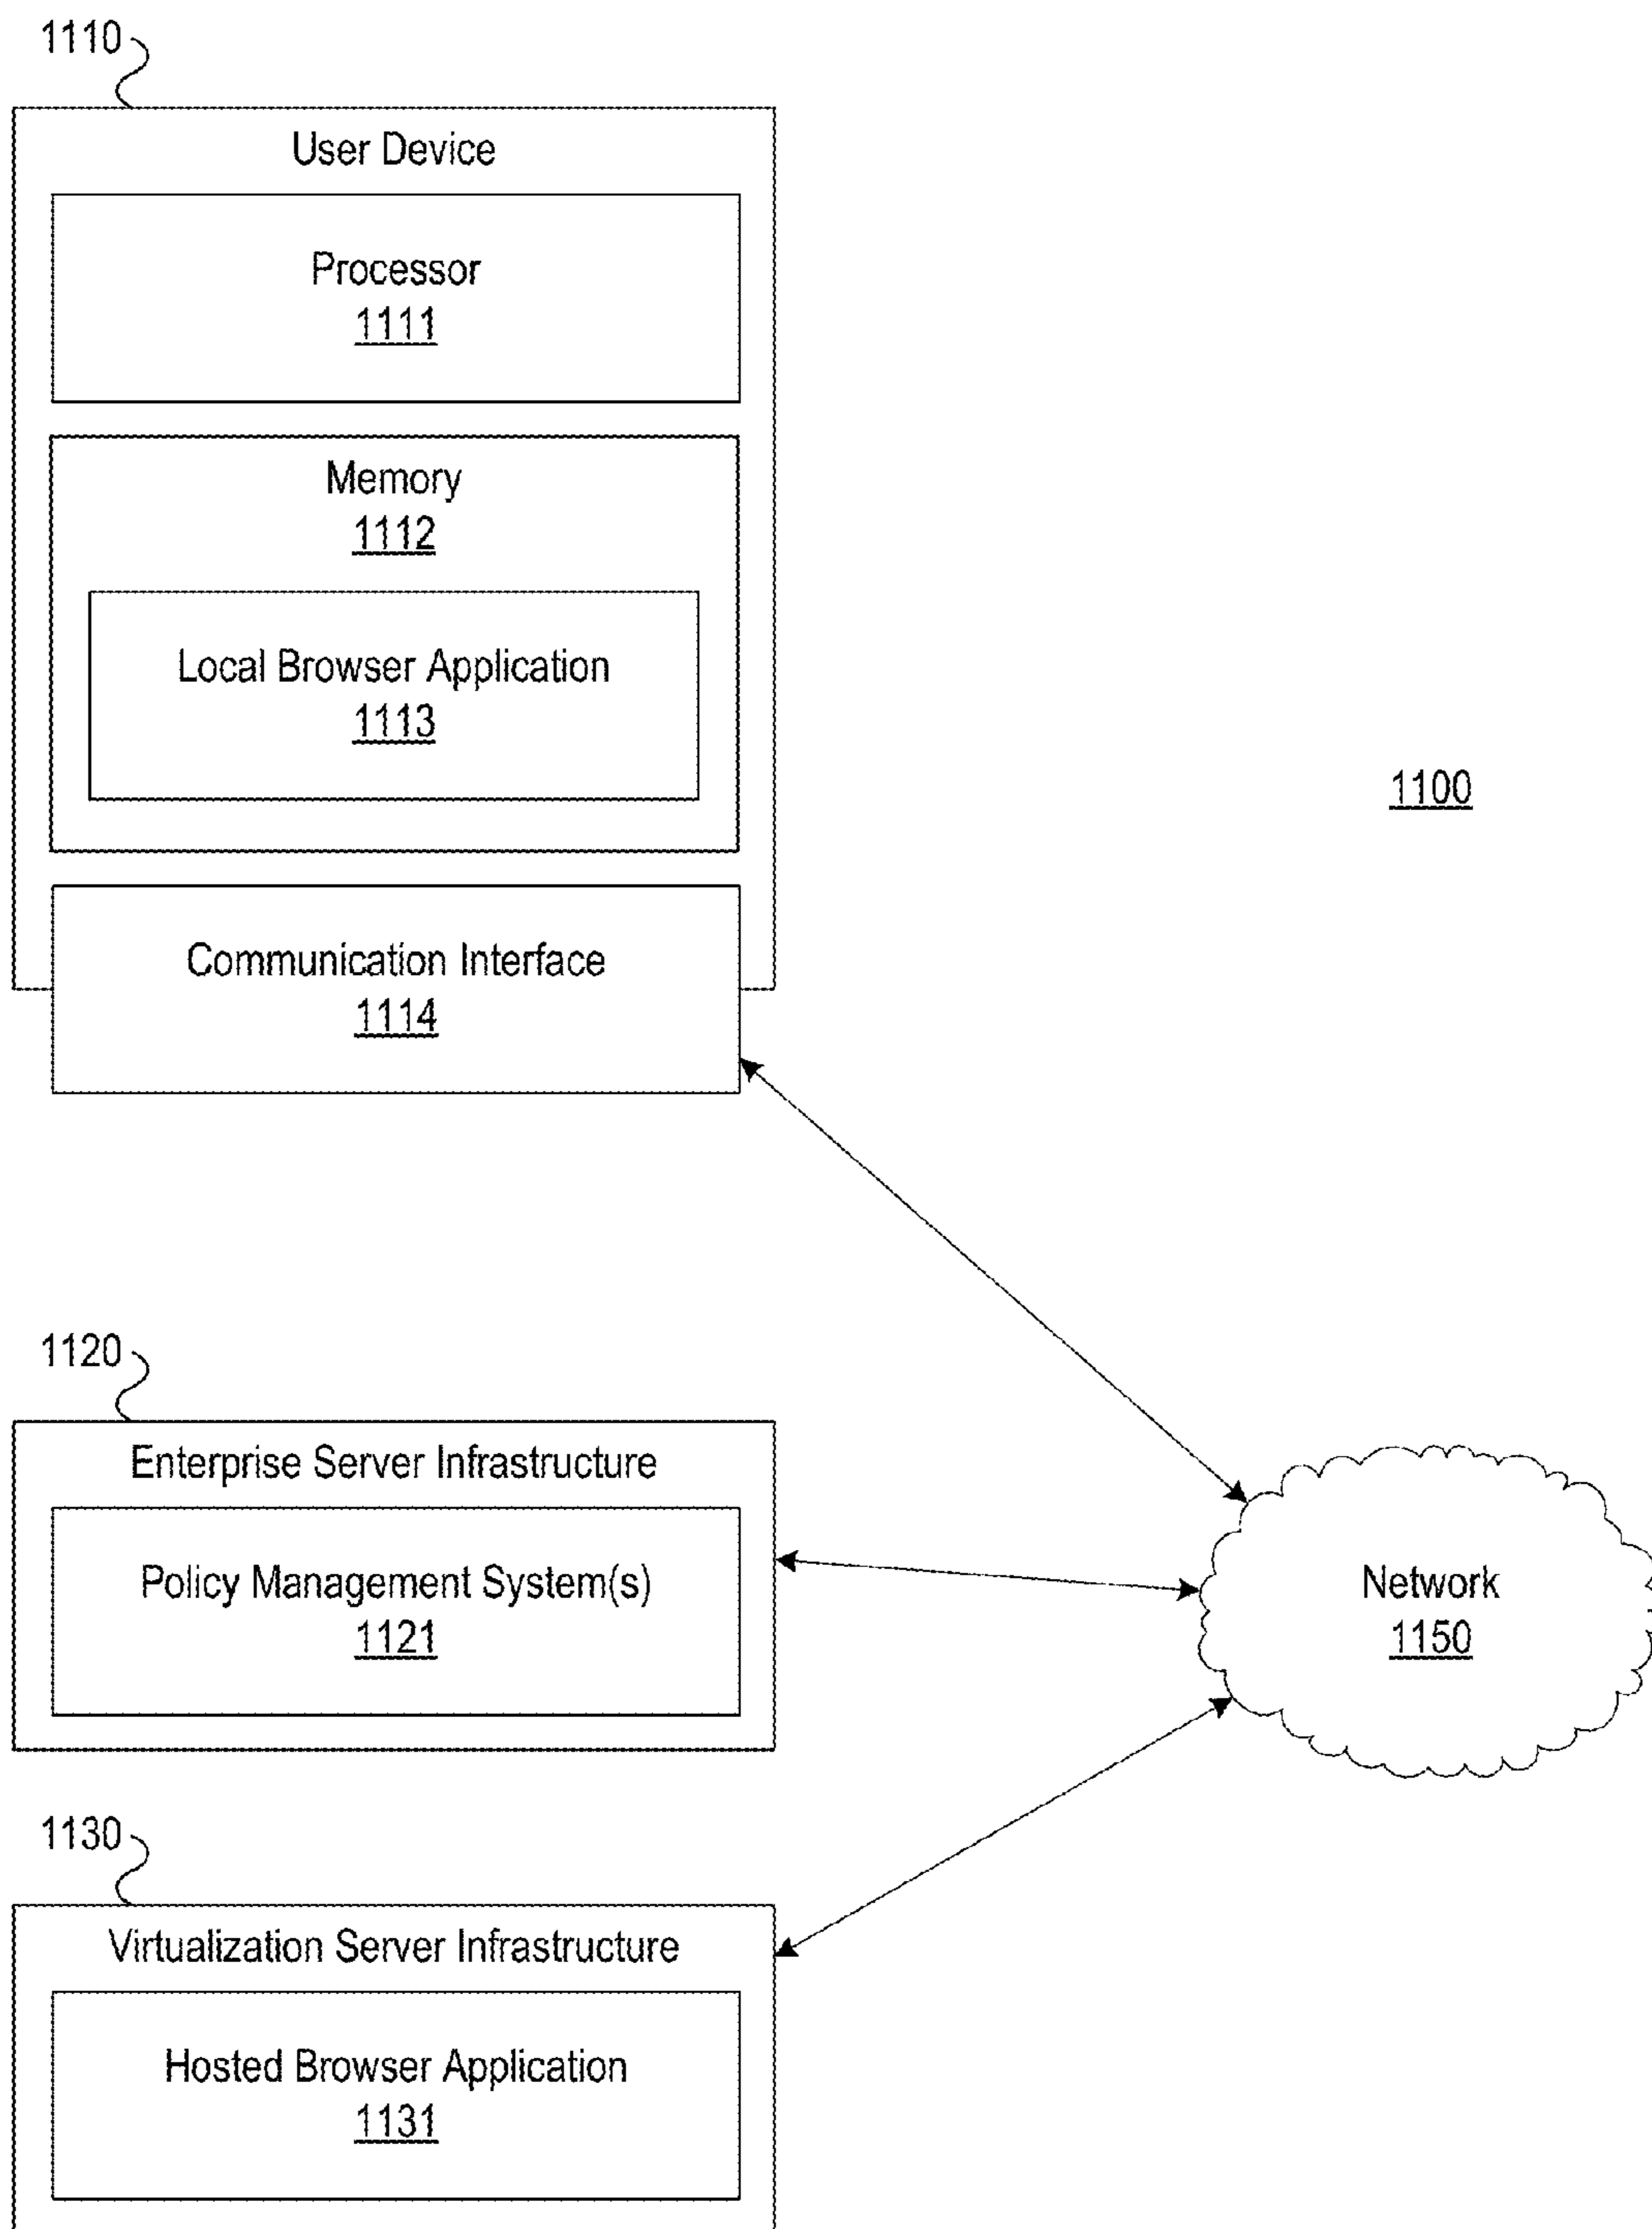 1110
User Device
Processor
1111
Memory
1112
Local Browser Application
1113
1100
Communication Interface
1114
1120
Enterprise Server Infrastructure
Policy Management System(s)
1121
Network
1150
1130
Virtualization Server Infrastructure
Hosted Browser Application
1131